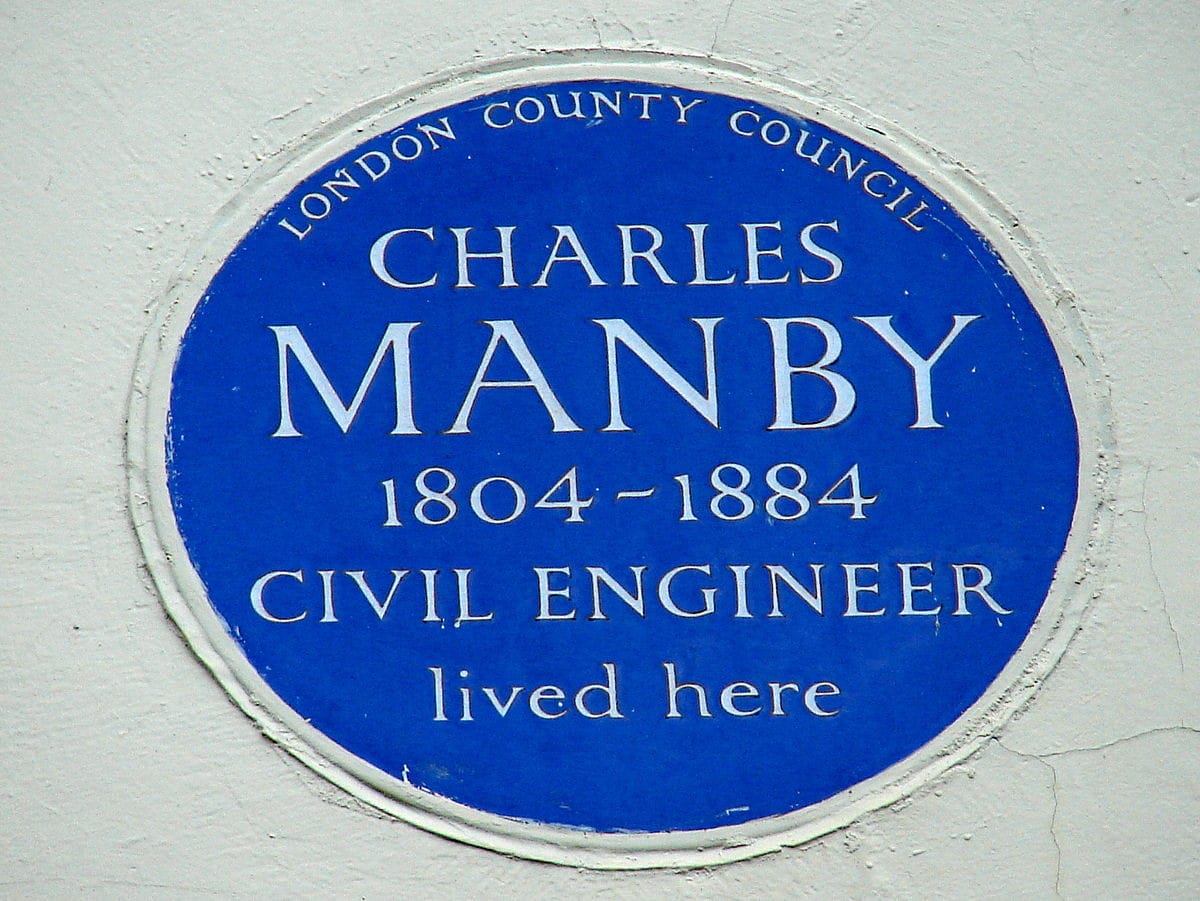 LONDON COUNTY COUNCIL
CHARLES
MANBY
1804-1884
CIVIL ENGINEER
lived here